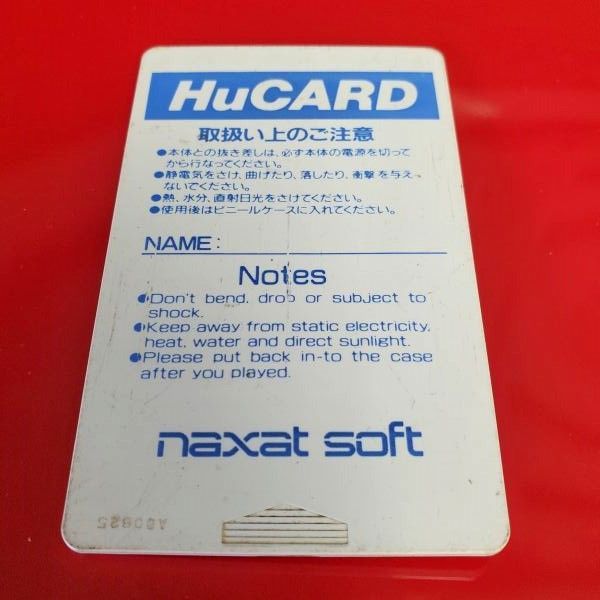 HuCARD
取扱い上のご注意
●本体との抜き差しは、必ず本体の電源を切って
から行なってください。
●静電気をさけ、曲げたり、落したり、衝撃を与え
ないでください。
●熱、水分、直射日光をさけてください。
●使用後はビニールケースに入れてください。
NAME:
Notes
●Don't bend, drop or subject to
shock.
●Keep away from static electricity,
heat, water and direct sunlight.
●Please put back in-to the case
after you played.
naxat soft
A90825